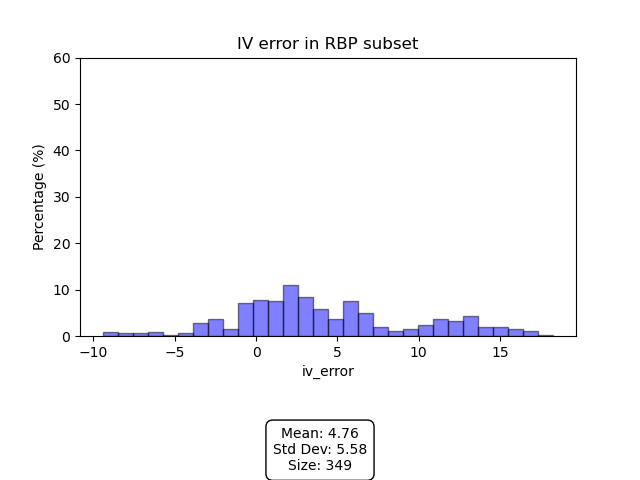 IV error in RBP subset
60
50
40
30
20
10
0
Percentage (%)
−10 −5 0 5 10 15
iv_error
Mean: 4.76
Std Dev: 5.58
Size: 349